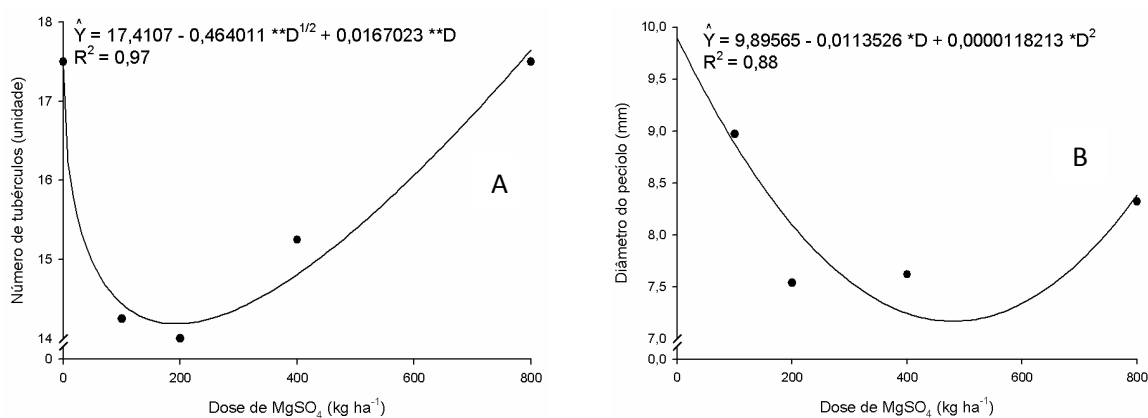 18
Ŷ = 17,4107 - 0,464011 **D^1/2 + 0,0167023 **D
R² = 0,97
17
16
15
14
0
Número de tubérculos (unidade)
A
0 200 400 600 800
Dose de MgSO₄ (kg ha⁻¹)
10,0
Ŷ = 9,89565 - 0,0113526 *D + 0,0000118213 *D²
R² = 0,88
9,5
9,0
8,5
8,0
7,5
7,0
0,0
Diâmetro do pecíolo (mm)
B
0 200 400 600 800
Dose de MgSO₄ (kg ha⁻¹)